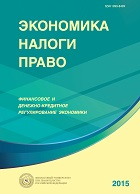 ЭКОНОМИКА
НАЛОГИ
ПРАВО
ФИНАНСОВОЕ И
ДЕНЕЖНО-КРЕДИТНОЕ
РЕГУЛИРОВАНИЕ ЭКОНОМИКИ
2015